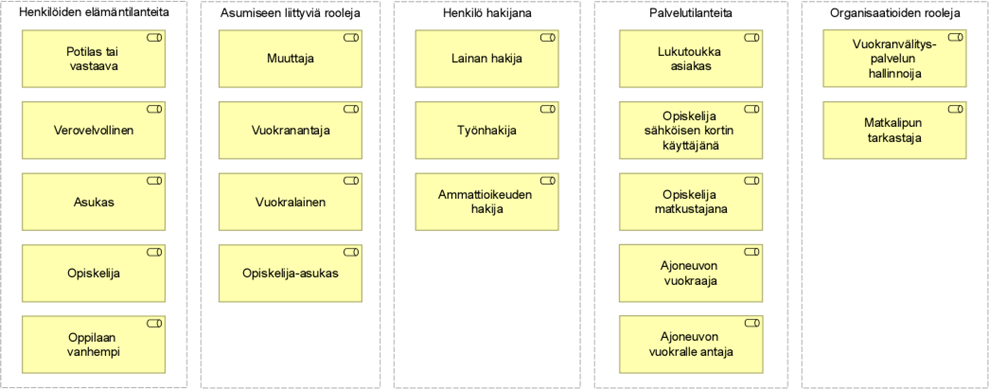 Henkilöiden elämäntilanteita
Potilas tai
vastaava
Verovelvollinen
Asukas
Opiskelija
Oppilaan
vanhempi
Asumiseen liittyviä rooleja
Muuttaja
Vuokranantaja
Vuokralainen
Opiskelija-asukas
Henkilö hakijana
Lainan hakija
Työnhakija
Ammattioikeuden
hakija
Palvelutilanteita
Lukutoukka
asiakas
Opiskelija
sähköisen kortin
käyttäjänä
Opiskelija
matkustajana
Ajoneuvon
vuokraaja
Ajoneuvon
vuokralle antaja
Organisaatioiden rooleja
Vuokranvälitys-
palvelun
hallinnoija
Matkalipun
tarkastaja